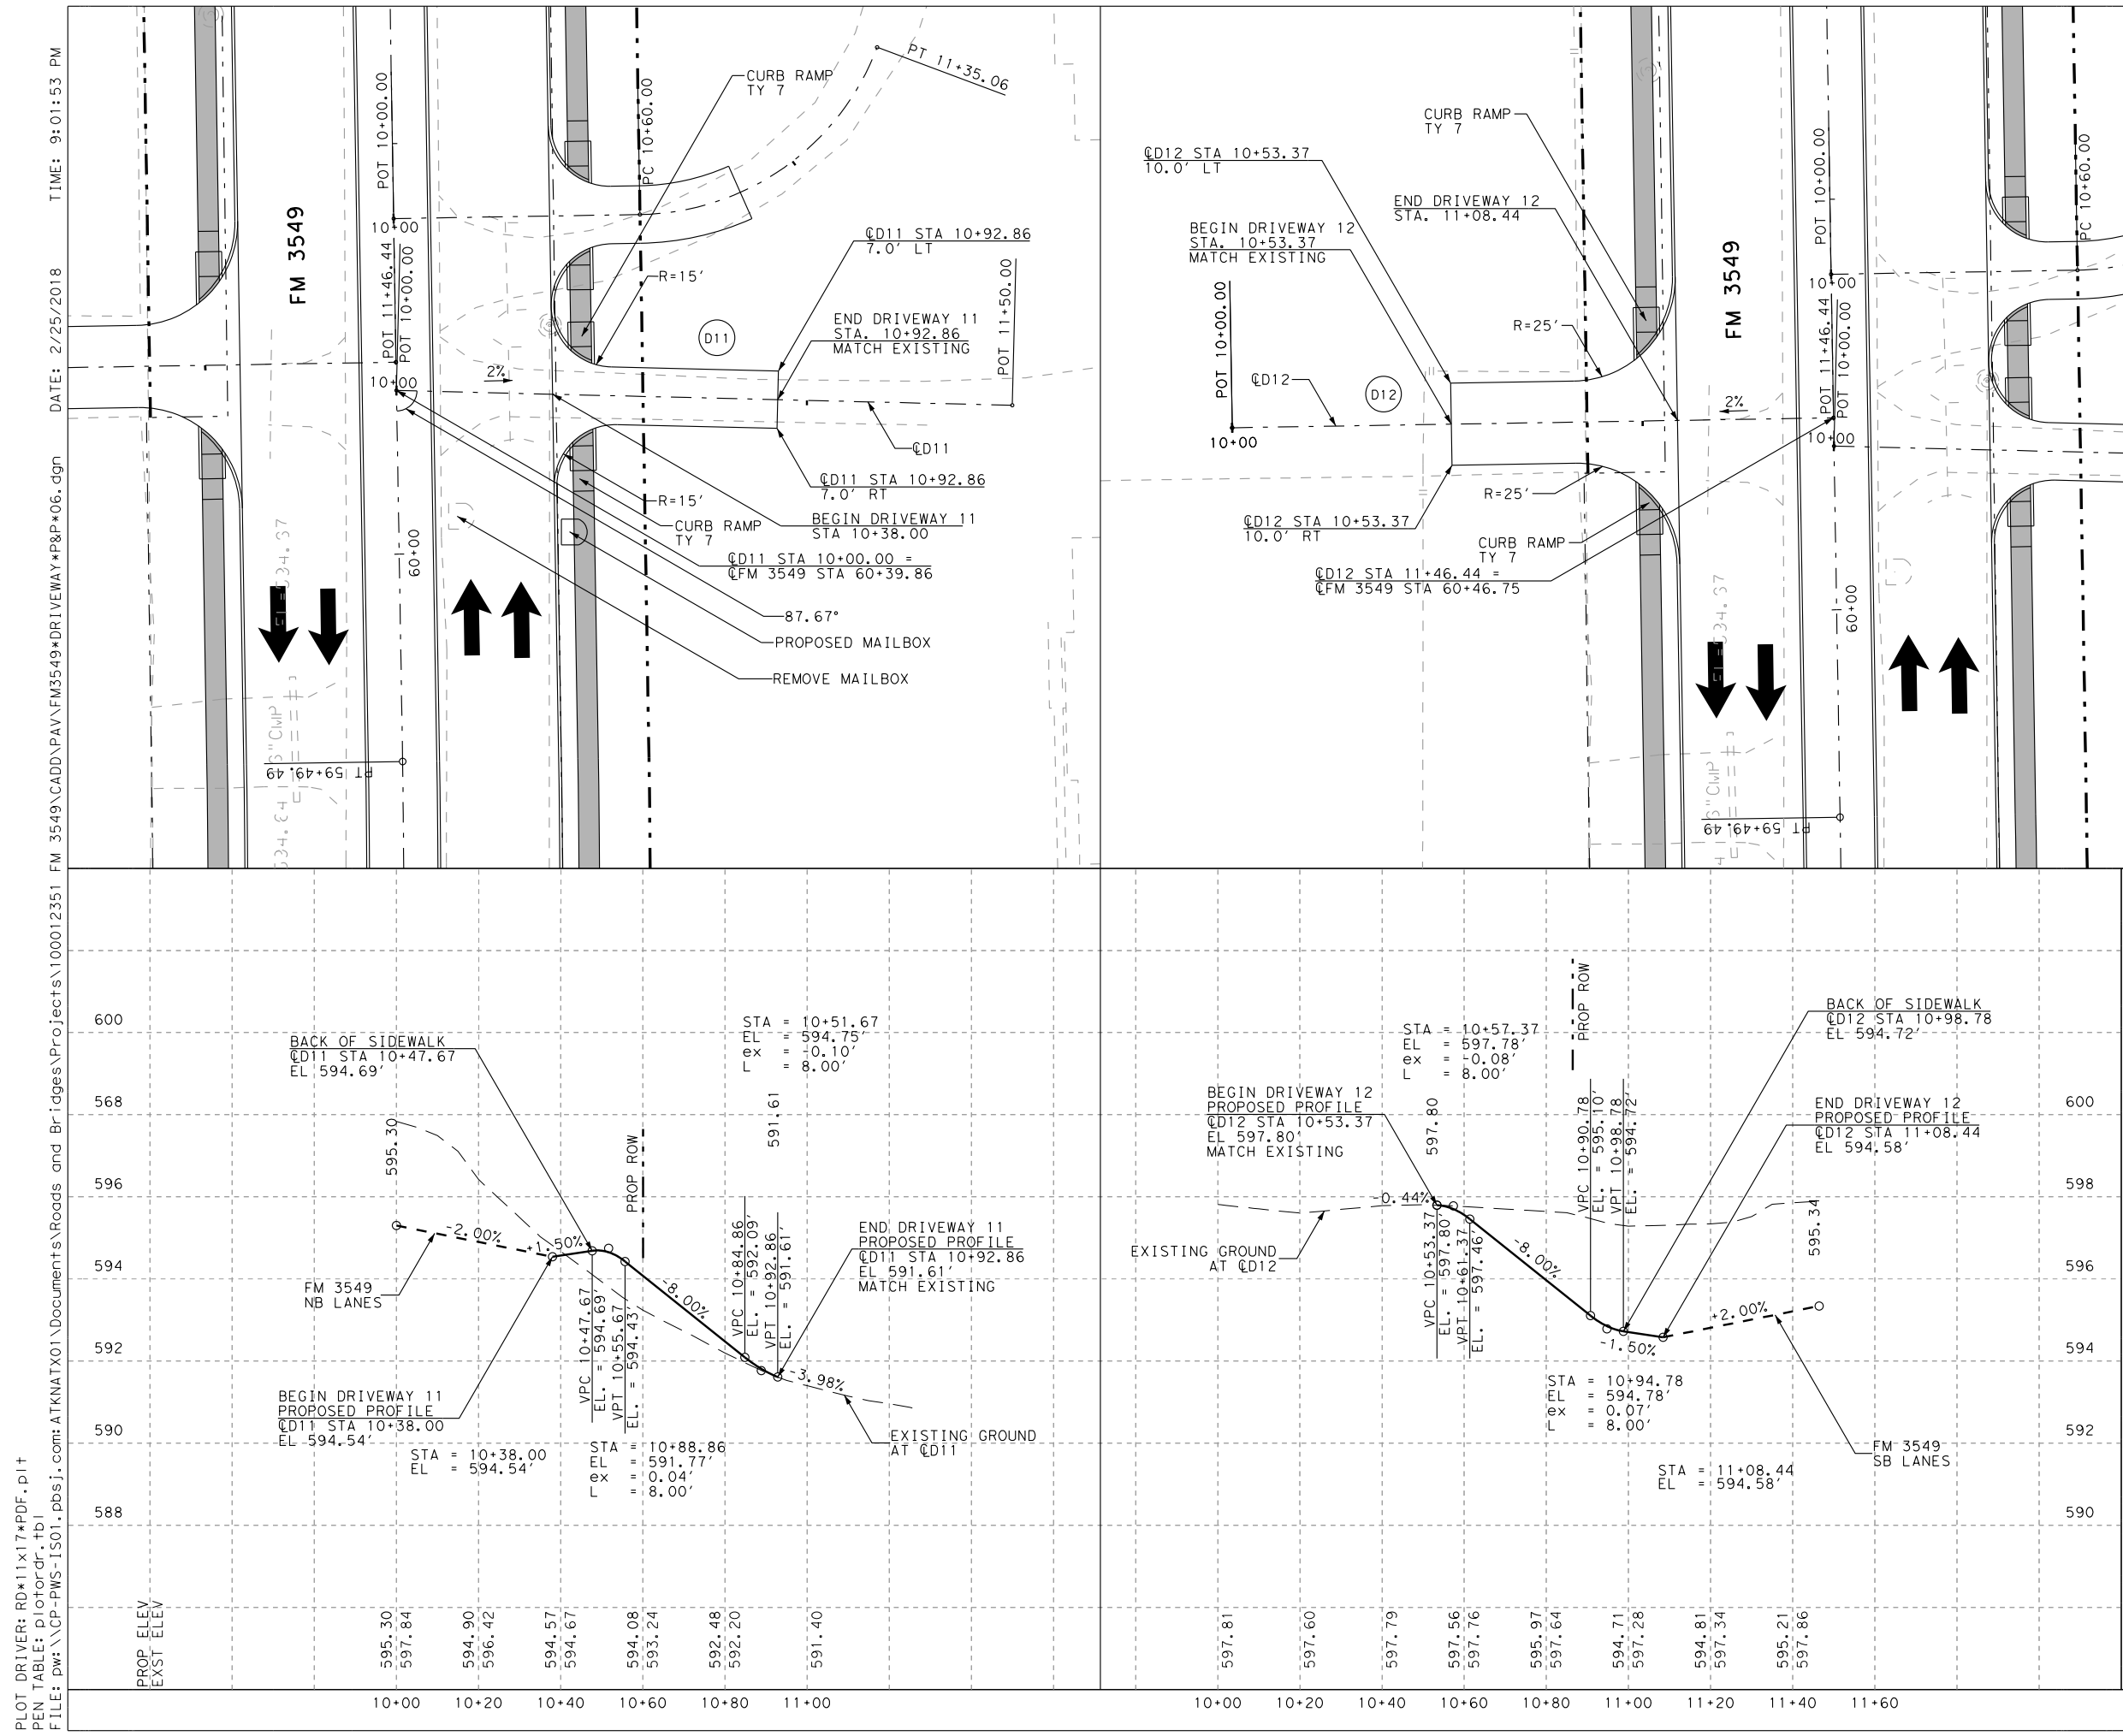 PLOT DRIVER: RD*11x17*PDF.plt
PEN TABLE: plotordr.tbl
FILE: pw:\\CP-PWS-IS01.pbsj.com:ATKNATX01\Documents\Roads and Bridges\Projects\100012351 FM 3549\CADD\PAV\FM3549*DRIVEWAY*P&P*06.dgn
DATE: 2/25/2018
TIME: 9:01:53 PM
FM 3549
POT 10+00.00
10+00
POT 11+46.44
POT 10+00.00
10+00
PC 10+60.00
PT 11+35.06
CURB RAMP
TY 7
R=15'
D11
℄D11 STA 10+92.86
7.0' LT
END DRIVEWAY 11
STA. 10+92.86
MATCH EXISTING
POT 11+50.00
2%
℄D11
℄D11 STA 10+92.86
7.0' RT
R=15'
CURB RAMP
TY 7
BEGIN DRIVEWAY 11
STA 10+38.00
℄D11 STA 10+00.00 =
℄FM 3549 STA 60+39.86
87.67°
PROPOSED MAILBOX
REMOVE MAILBOX
60+00
PT 59+49.49
CURB RAMP
TY 7
℄D12 STA 10+53.37
10.0' LT
END DRIVEWAY 12
STA. 11+08.44
BEGIN DRIVEWAY 12
STA. 10+53.37
MATCH EXISTING
POT 10+00.00
10+00
℄D12
D12
R=25'
R=25'
℄D12 STA 10+53.37
10.0' RT
CURB RAMP
TY 7
℄D12 STA 11+46.44 =
℄FM 3549 STA 60+46.75
FM 3549
2%
POT 10+00.00
10+00
POT 11+46.44
POT 10+00.00
10+00
PC 10+60.00
60+00
PT 59+49.49
600
568
596
594
592
590
588
BACK OF SIDEWALK
℄D11 STA 10+47.67
EL 594.69'
STA = 10+51.67
EL = 594.75'
ex = -0.10'
L = 8.00'
595.30
591.61
PROP ROW
-2.00%
+1.50%
-8.00%
-3.98%
FM 3549
NB LANES
VPC 10+47.67
EL. = 594.69'
VPT 10+55.67
EL. = 594.43'
VPC 10+84.86
EL. = 592.09'
VPT 10+92.86
EL. = 591.61'
END DRIVEWAY 11
PROPOSED PROFILE
℄D11 STA 10+92.86
EL 591.61'
MATCH EXISTING
BEGIN DRIVEWAY 11
PROPOSED PROFILE
℄D11 STA 10+38.00
EL 594.54'
STA = 10+38.00
EL = 594.54'
STA = 10+88.86
EL = 591.77'
ex = 0.04'
L = 8.00'
EXISTING GROUND
AT ℄D11
PROP ELEV
EXST ELEV
595.30
597.84
594.90
596.42
594.57
594.67
594.08
593.24
592.48
592.20
591.40
10+00 10+20 10+40 10+60 10+80 11+00
STA = 10+57.37
EL = 597.78'
ex = -0.08'
L = 8.00'
PROP ROW
BACK OF SIDEWALK
℄D12 STA 10+98.78
EL 594.72'
BEGIN DRIVEWAY 12
PROPOSED PROFILE
℄D12 STA 10+53.37
EL 597.80'
MATCH EXISTING
597.80
VPC 10+90.78
EL. = 595.10'
VPT 10+98.78
EL. = 594.72'
END DRIVEWAY 12
PROPOSED PROFILE
℄D12 STA 11+08.44
EL 594.58'
600
598
596
594
592
590
-0.44%
-8.00%
-1.50%
+2.00%
595.34
EXISTING GROUND
AT ℄D12
VPC 10+53.37
EL. = 597.80'
VPT 10+61.37
EL. = 597.46'
STA = 10+94.78
EL = 594.78'
ex = 0.07'
L = 8.00'
STA = 11+08.44
EL = 594.58'
FM 3549
SB LANES
597.81
597.60
597.79
597.56
597.76
595.97
597.64
594.71
597.28
594.81
597.34
595.21
597.86
10+00 10+20 10+40 10+60 10+80 11+00 11+20 11+40 11+60